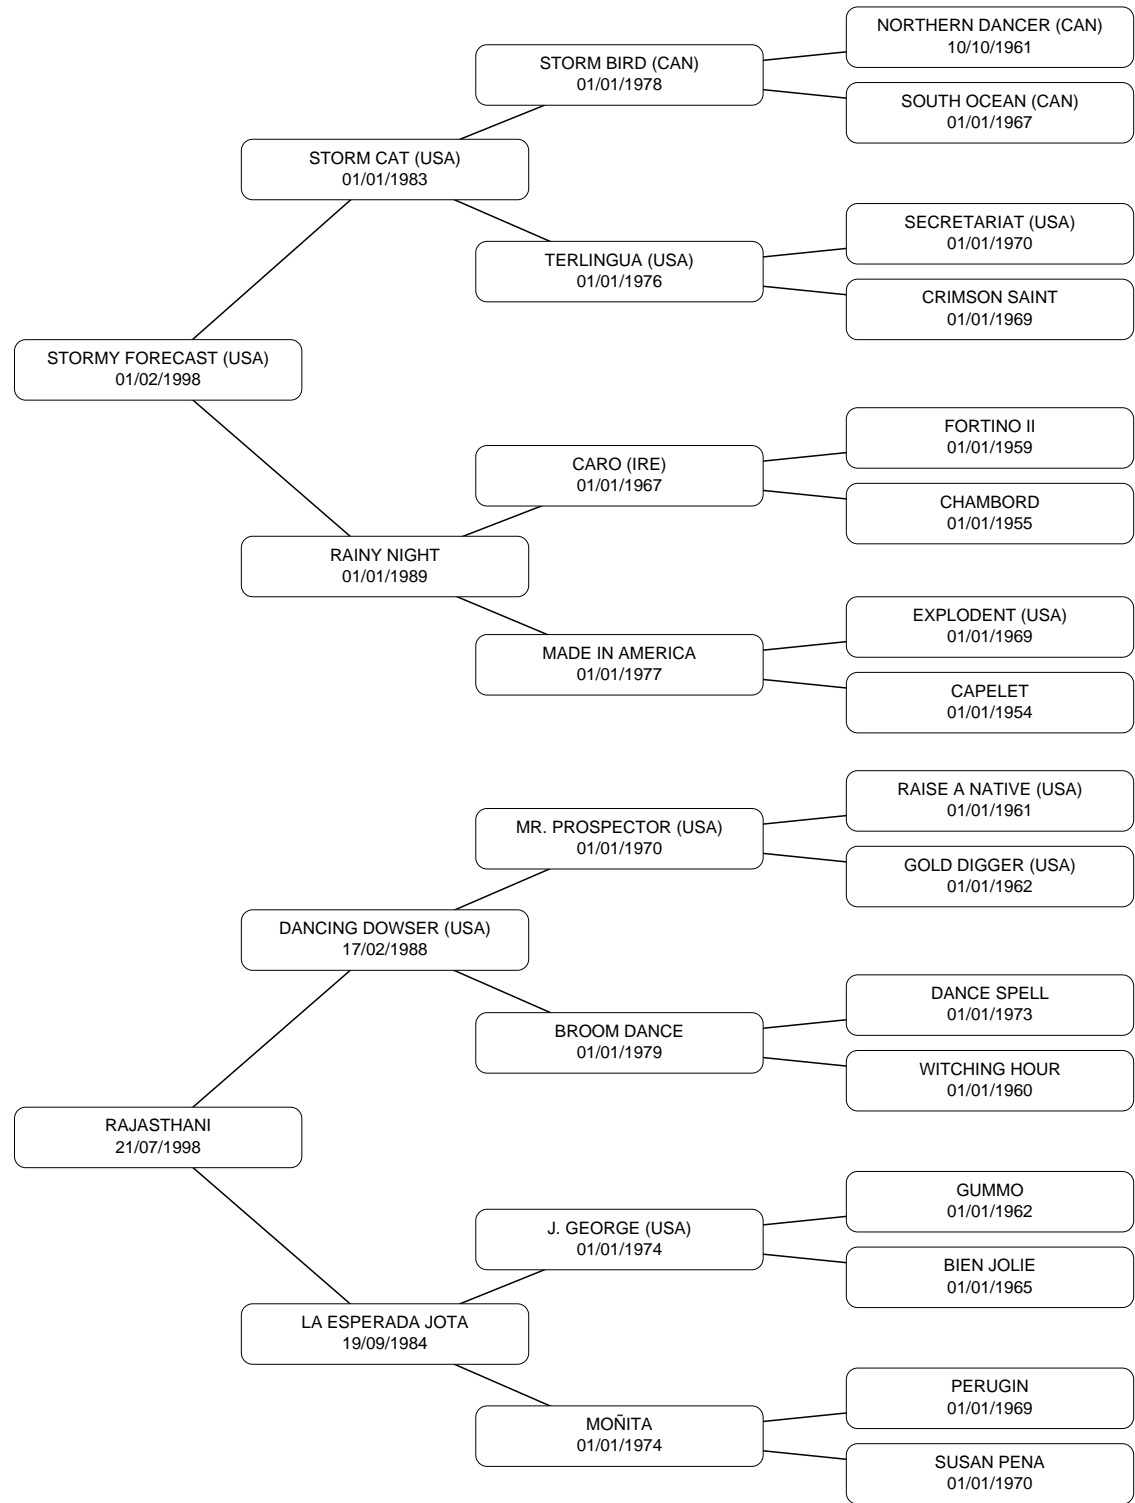 NORTHERN DANCER (CAN)
10/10/1961
STORM BIRD (CAN)
01/01/1978
SOUTH OCEAN (CAN)
01/01/1967
STORM CAT (USA)
01/01/1983
SECRETARIAT (USA)
01/01/1970
TERLINGUA (USA)
01/01/1976
CRIMSON SAINT
01/01/1969
STORMY FORECAST (USA)
01/02/1998
FORTINO II
01/01/1959
CARO (IRE)
01/01/1967
CHAMBORD
01/01/1955
RAINY NIGHT
01/01/1989
EXPLODENT (USA)
01/01/1969
MADE IN AMERICA
01/01/1977
CAPELET
01/01/1954
RAISE A NATIVE (USA)
01/01/1961
MR. PROSPECTOR (USA)
01/01/1970
GOLD DIGGER (USA)
01/01/1962
DANCING DOWSER (USA)
17/02/1988
DANCE SPELL
01/01/1973
BROOM DANCE
01/01/1979
WITCHING HOUR
01/01/1960
RAJASTHANI
21/07/1998
GUMMO
01/01/1962
J. GEORGE (USA)
01/01/1974
BIEN JOLIE
01/01/1965
LA ESPERADA JOTA
19/09/1984
PERUGIN
01/01/1969
MOÑITA
01/01/1974
SUSAN PENA
01/01/1970